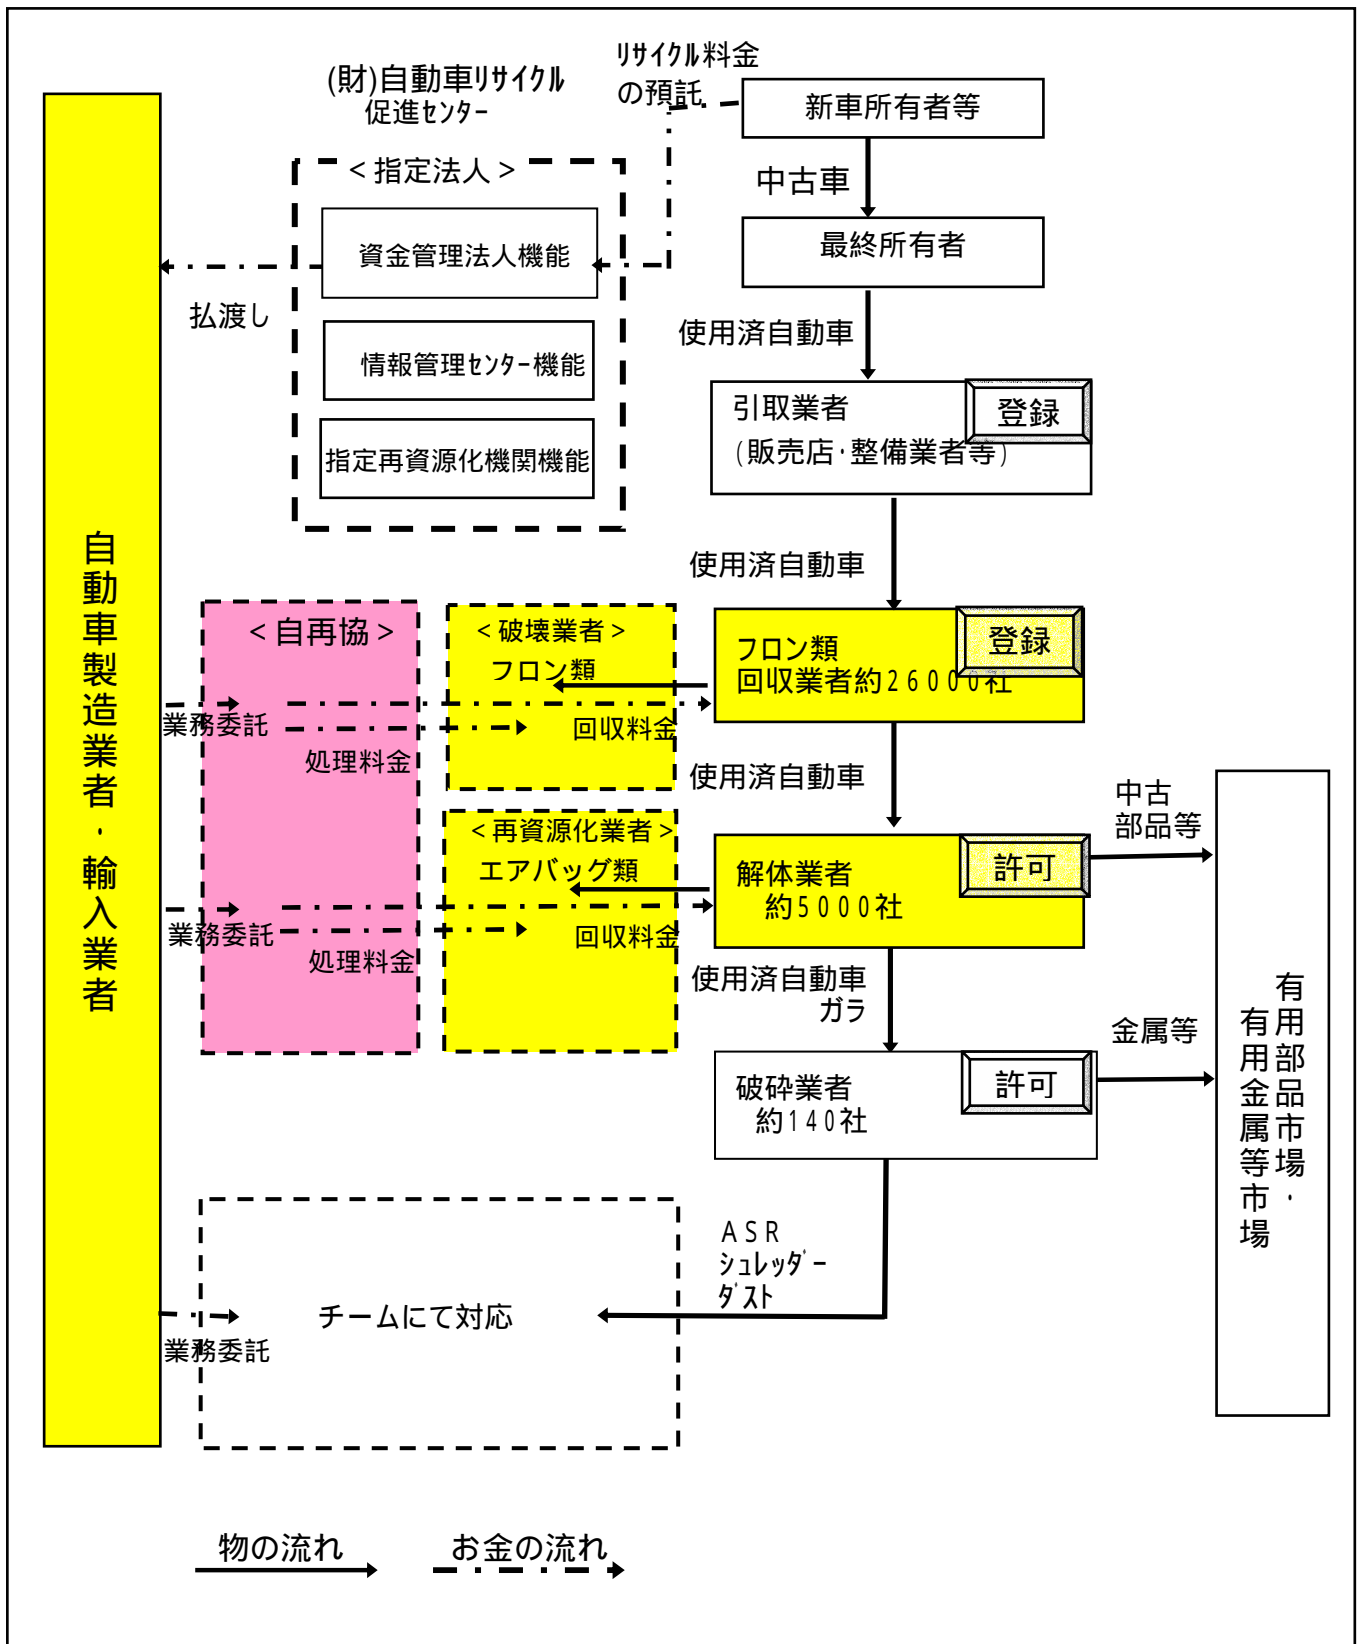 リサイクル料金
の預託
(財)自動車リサイクル
促進センター
新車所有者等
<指定法人>
中古車
資金管理法人機能
最終所有者
払渡し
使用済自動車
情報管理センター機能
引取業者
(販売店・整備業者等)
登録
指定再資源化機関機能
自動車製造業者・輸入業者
使用済自動車
<自再協>
<破壊業者>
フロン類
フロン類
回収業者約26000社
登録
業務委託
回収料金
処理料金
使用済自動車
中古
部品等
<再資源化業者>
エアバッグ類
解体業者
約5000社
許可
業務委託
回収料金
処理料金
使用済自動車
ガラ
金属等
有用部品市場・
有用金属等市場
破砕業者
約140社
許可
ASR
シュレッダー
ダスト
チームにて対応
業務委託
物の流れ
お金の流れ